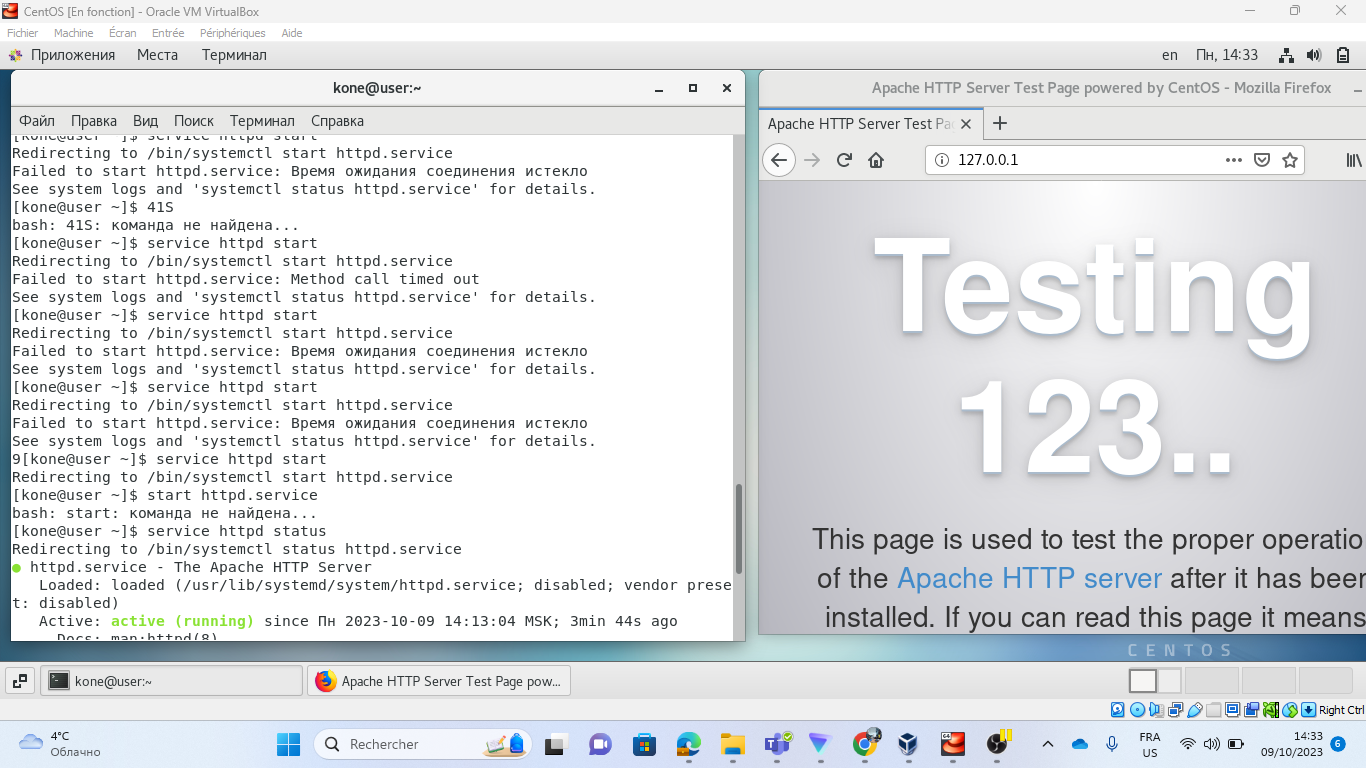 CentOS [En fonction] - Oracle VM VirtualBox
Fichier Machine Écran Entrée Périphériques Aide
Приложения Места Терминал en Пн, 14:33
kone@user:~
Файл Правка Вид Поиск Терминал Справка
[kone@user ~]$ service httpd start
Redirecting to /bin/systemctl start httpd.service
Failed to start httpd.service: Время ожидания соединения истекло
See system logs and 'systemctl status httpd.service' for details.
[kone@user ~]$ 41S
bash: 41S: команда не найдена...
[kone@user ~]$ service httpd start
Redirecting to /bin/systemctl start httpd.service
Failed to start httpd.service: Method call timed out
See system logs and 'systemctl status httpd.service' for details.
[kone@user ~]$ service httpd start
Redirecting to /bin/systemctl start httpd.service
Failed to start httpd.service: Время ожидания соединения истекло
See system logs and 'systemctl status httpd.service' for details.
[kone@user ~]$ service httpd start
Redirecting to /bin/systemctl start httpd.service
Failed to start httpd.service: Время ожидания соединения истекло
See system logs and 'systemctl status httpd.service' for details.
9[kone@user ~]$ service httpd start
Redirecting to /bin/systemctl start httpd.service
[kone@user ~]$ start httpd.service
bash: start: команда не найдена...
[kone@user ~]$ service httpd status
Redirecting to /bin/systemctl status httpd.service
● httpd.service - The Apache HTTP Server
Loaded: loaded (/usr/lib/systemd/system/httpd.service; disabled; vendor prese
t: disabled)
Active: active (running) since Пн 2023-10-09 14:13:04 MSK; 3min 44s ago
Docs: man:httpd(8)
Apache HTTP Server Test Page powered by CentOS - Mozilla Firefox
Apache HTTP Server Test Pa
127.0.0.1
Testing
123..
This page is used to test the proper operatio
of the Apache HTTP server after it has been
installed. If you can read this page it means
CENTOS
kone@user:~ Apache HTTP Server Test Page pow...
Right Ctrl
4°C
Облачно
Rechercher
64
FRA
US
14:33
09/10/2023
6